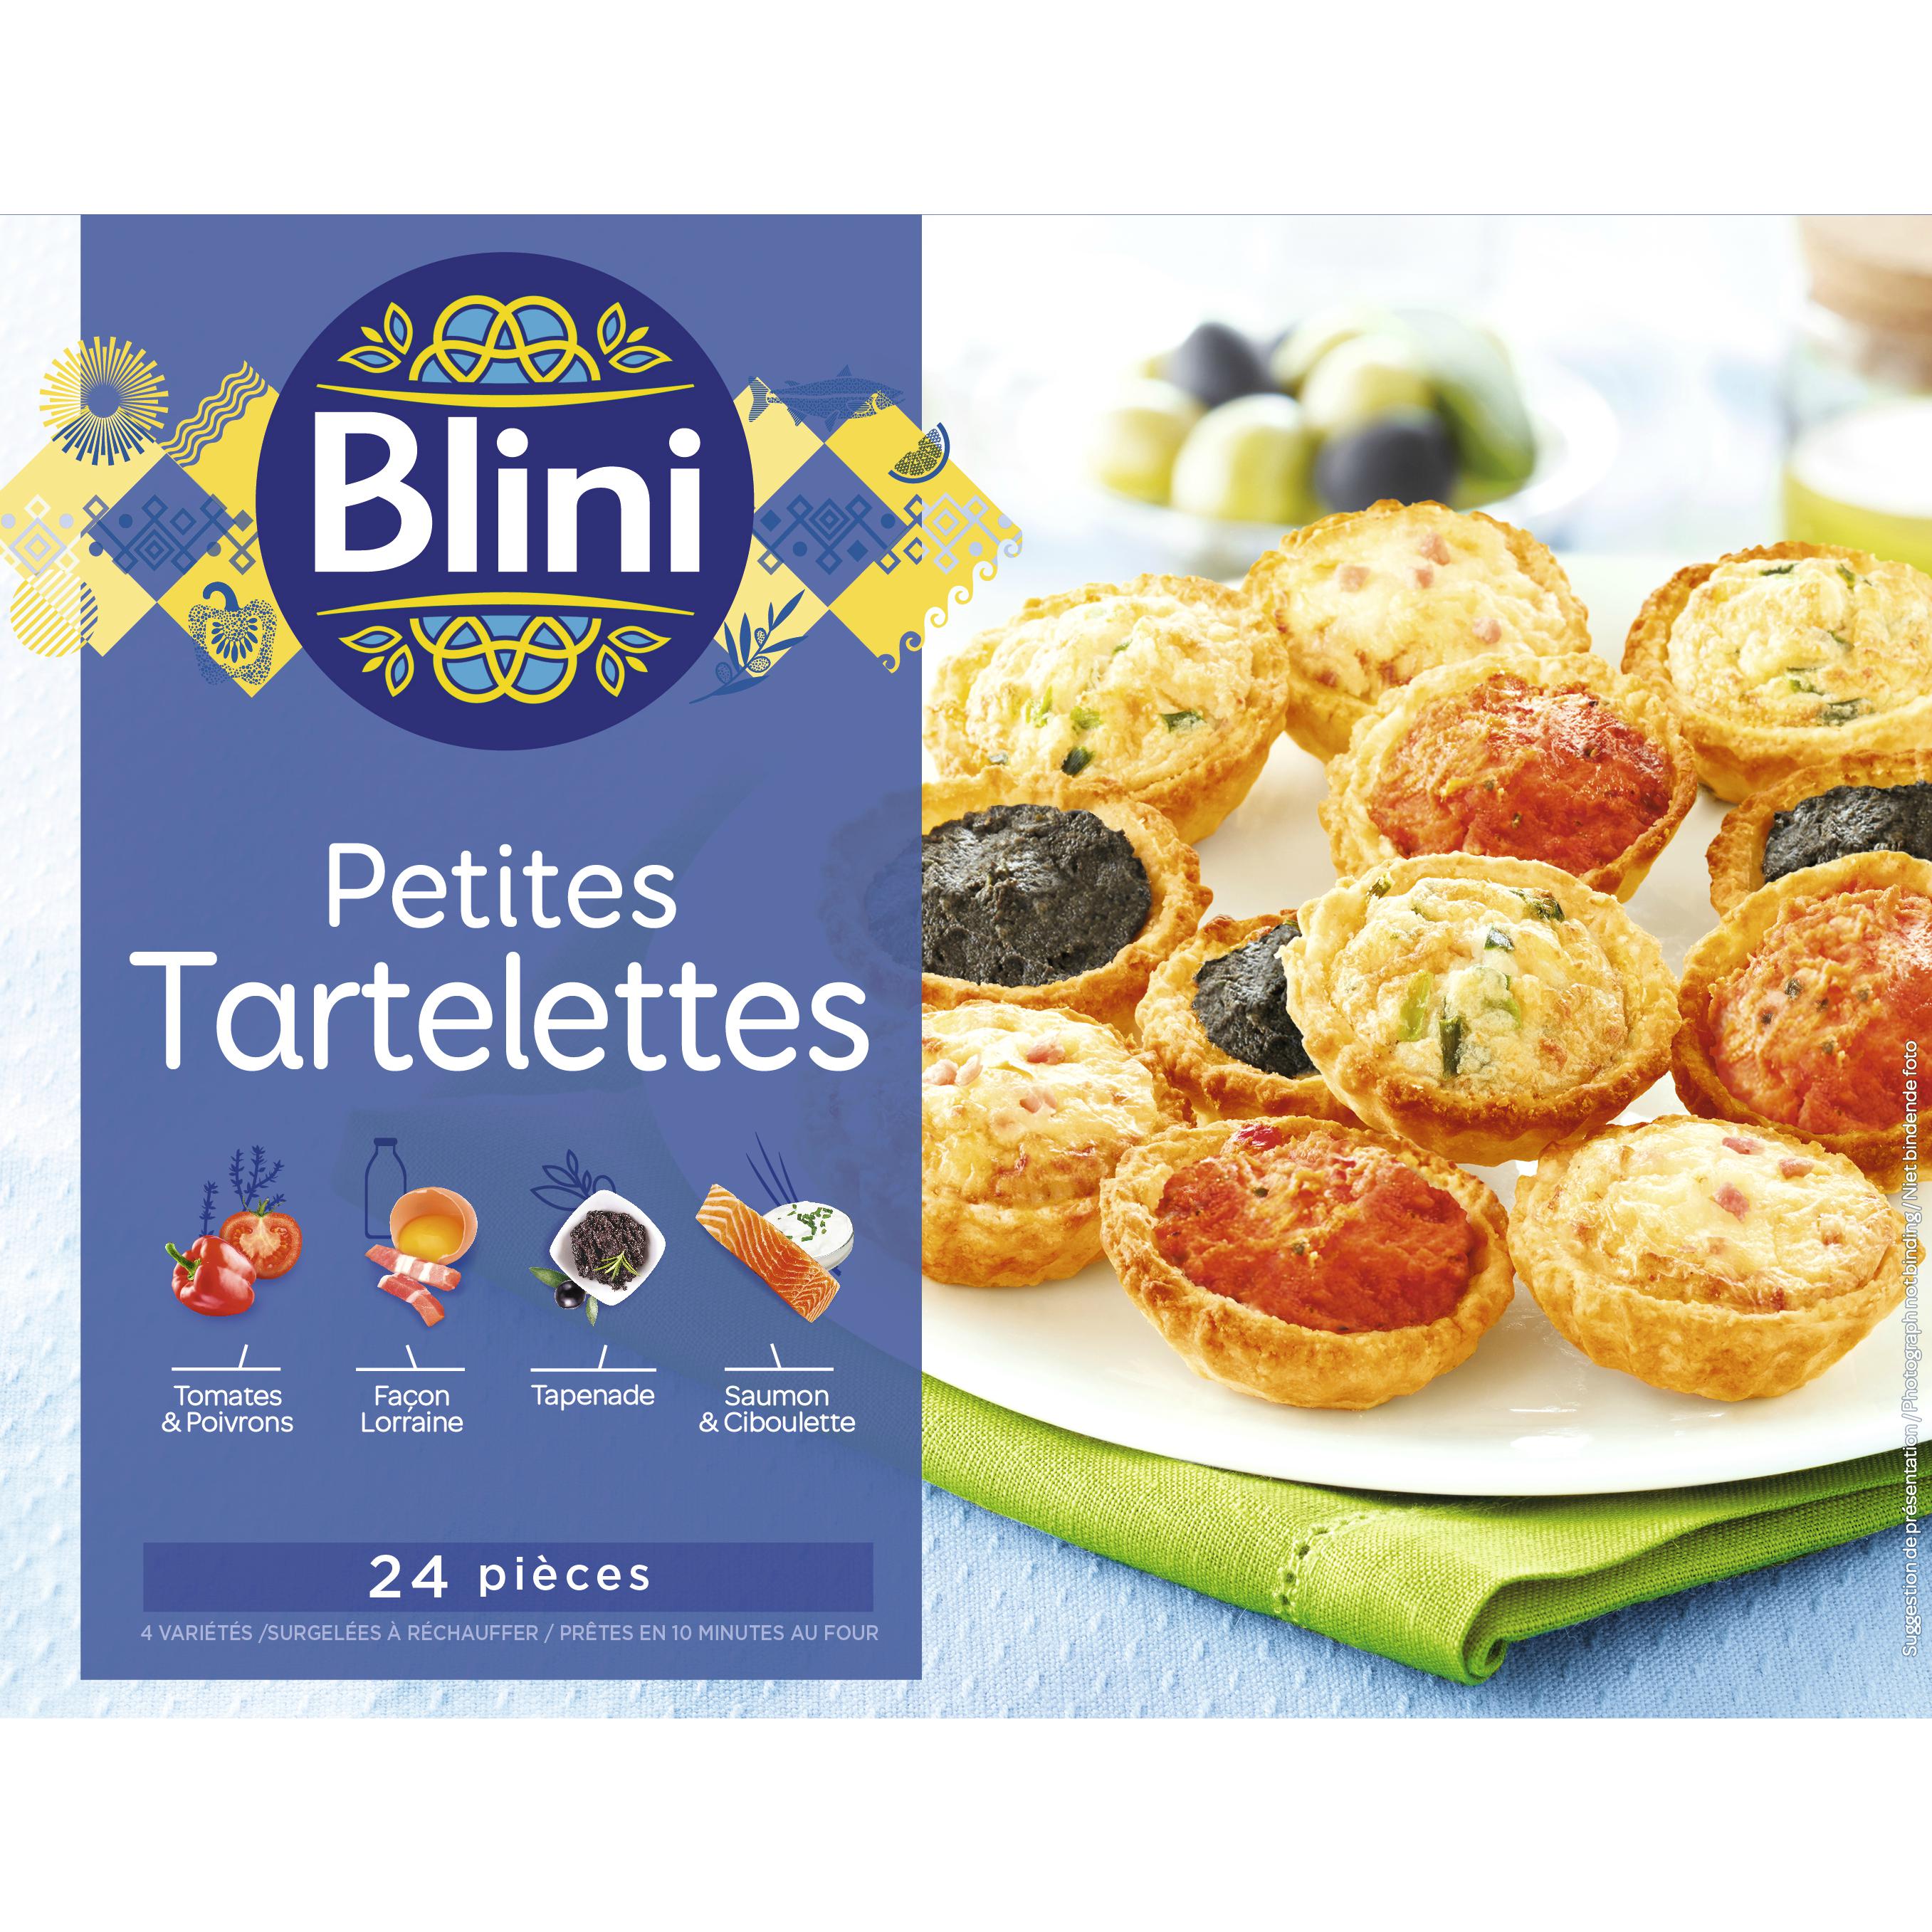 Blini
Petites
Tartelettes
Tomates
& Poivrons
Façon
Lorraine
Tapenade
Saumon
& Ciboulette
24 pièces
4 VARIÉTÉS /SURGELÉES À RÉCHAUFFER / PRÊTES EN 10 MINUTES AU FOUR
Suggestion de présentation / Photograph not binding / Niet bindende foto